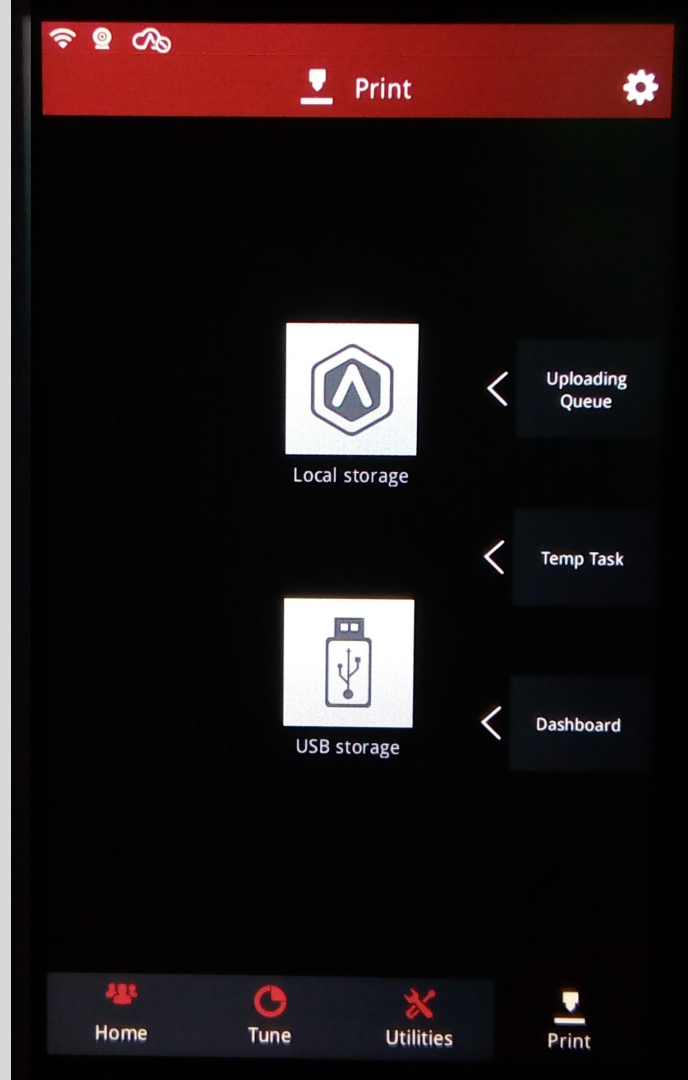 Print
Uploading
Queue
Local storage
Temp Task
Dashboard
USB storage
Home
Tune
Utilities
Print